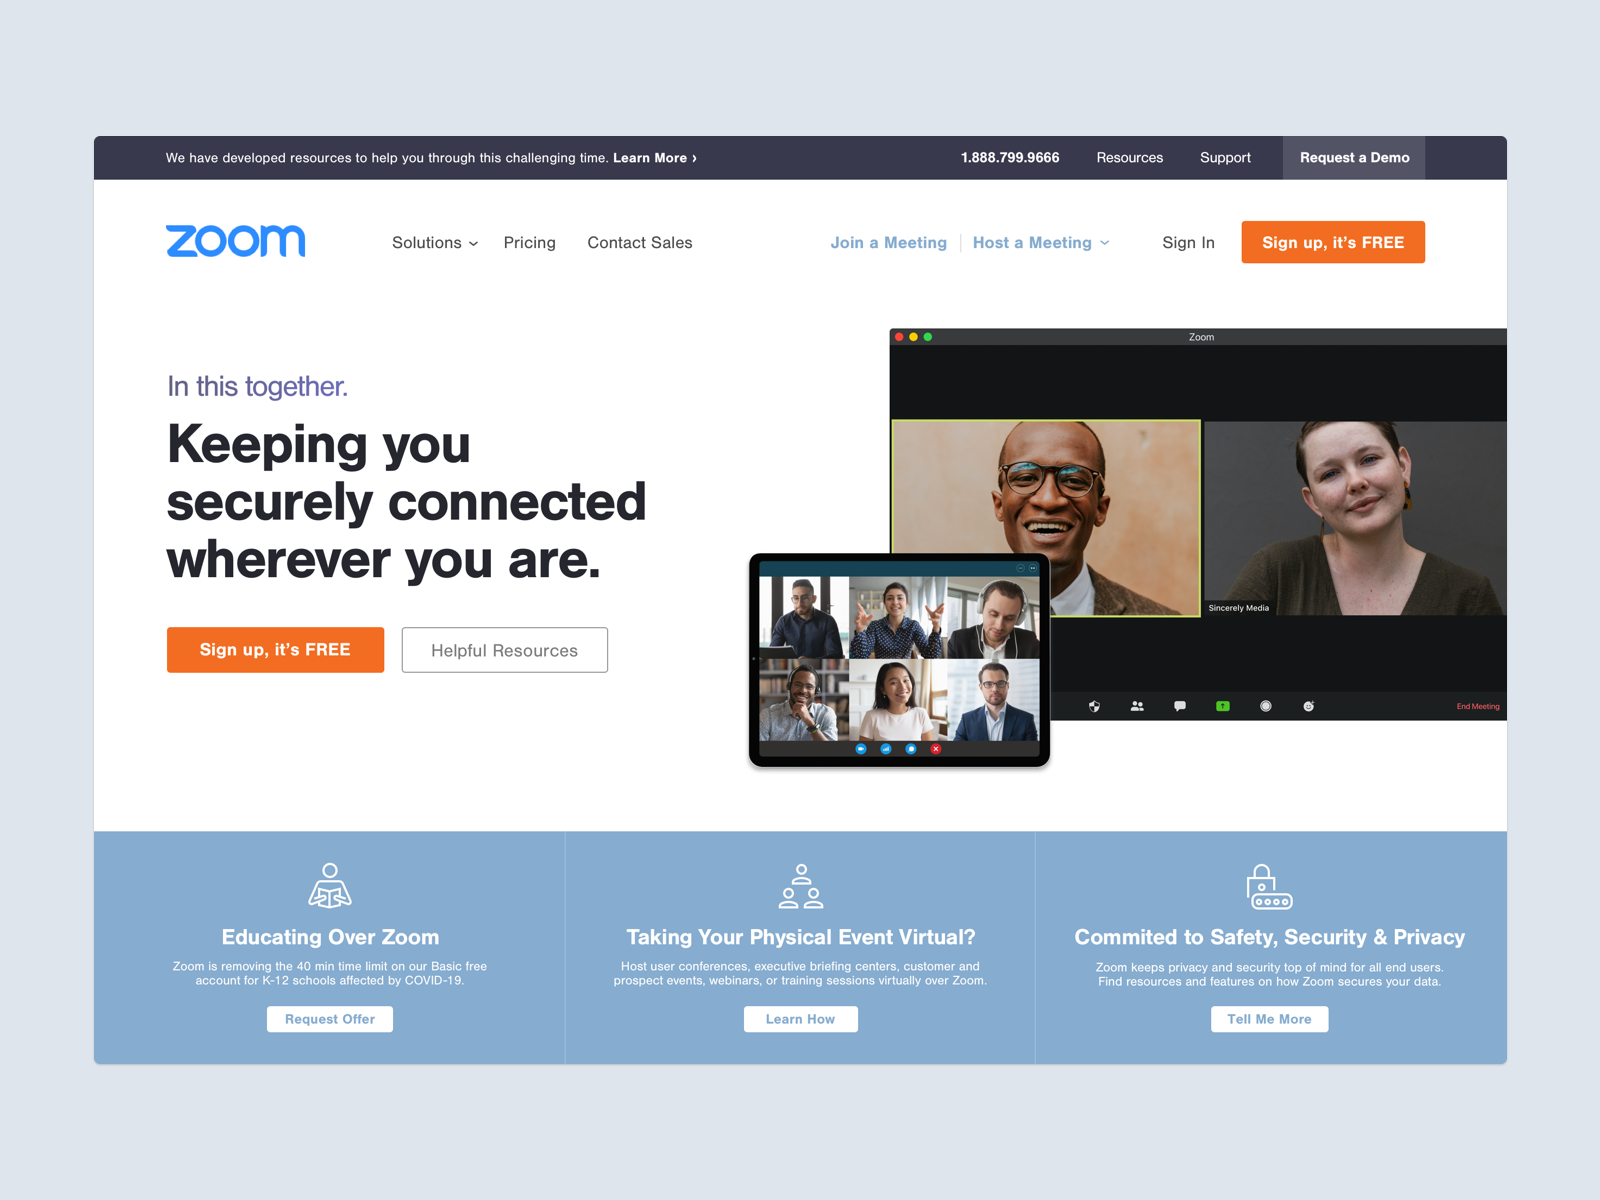 We have developed resources to help you through this challenging time. Learn More ›
1.888.799.9666
Resources
Support
Request a Demo
zoom
Solutions
Pricing
Contact Sales
Join a Meeting
Host a Meeting
Sign In
Sign up, it's FREE
Zoom
In this together.
Keeping you
securely connected
wherever you are.
Sign up, it's FREE
Helpful Resources
Sincerely Media
End Meeting
Educating Over Zoom
Zoom is removing the 40 min time limit on our Basic free
account for K-12 schools affected by COVID-19.
Request Offer
Taking Your Physical Event Virtual?
Host user conferences, executive briefing centers, customer and
prospect events, webinars, or training sessions virtually over Zoom.
Learn How
Commited to Safety, Security & Privacy
Zoom keeps privacy and security top of mind for all end users.
Find resources and features on how Zoom secures your data.
Tell Me More